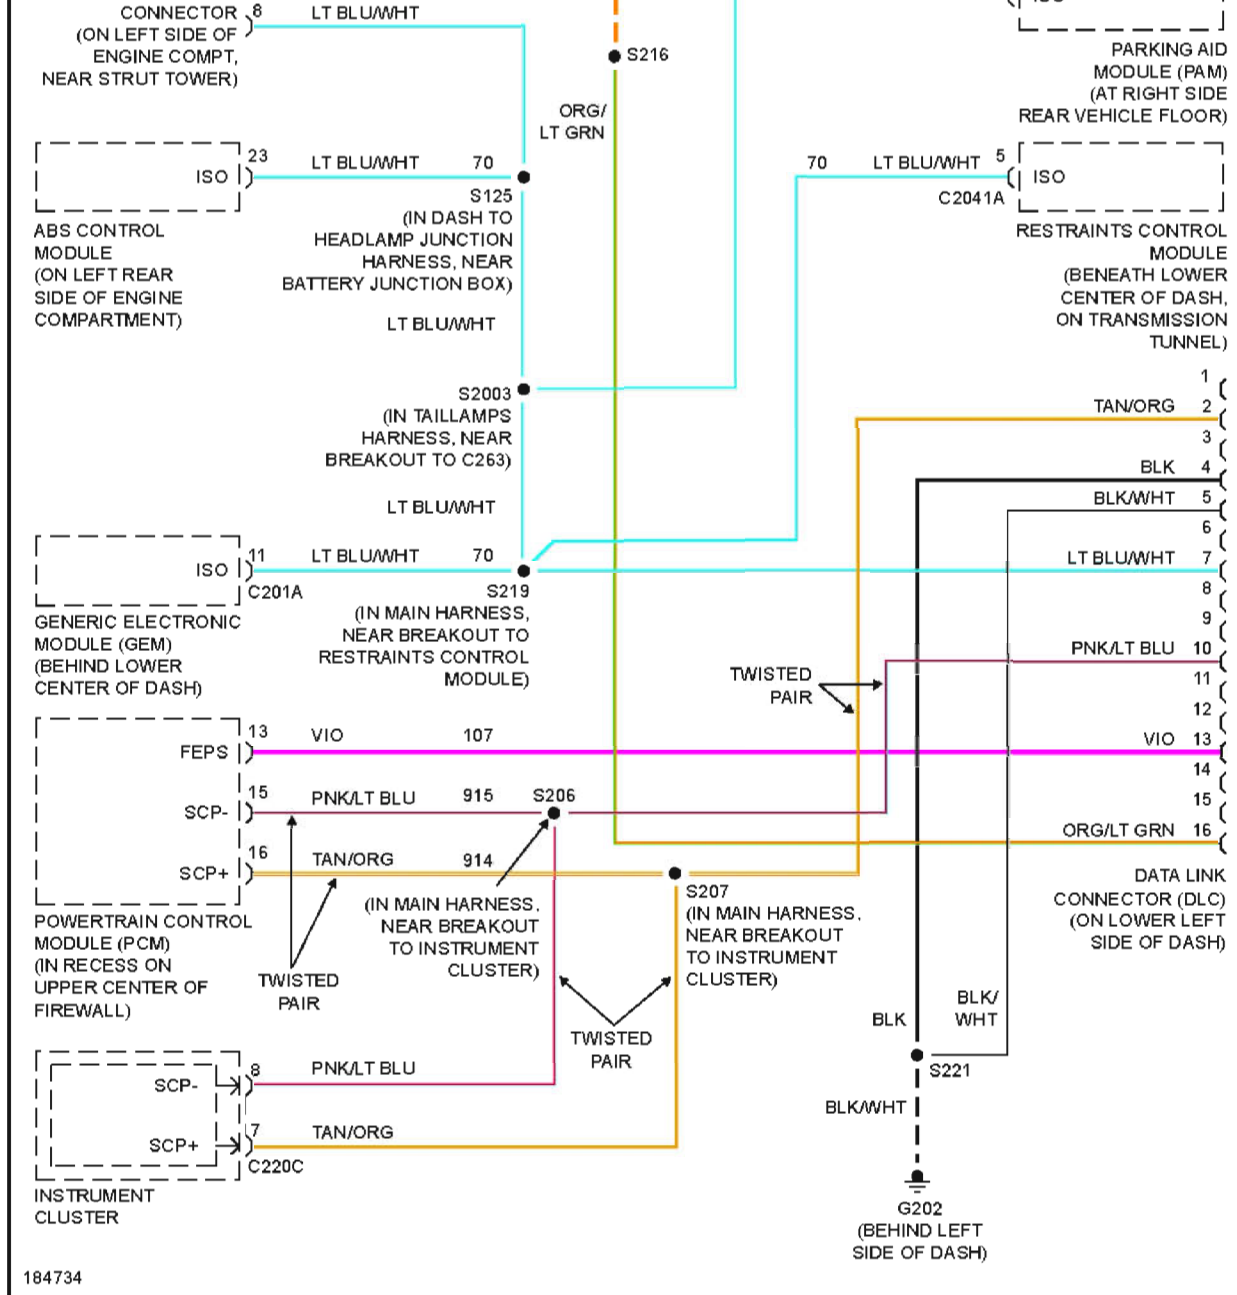 CONNECTOR
(ON LEFT SIDE OF
ENGINE COMPT,
NEAR STRUT TOWER)
8
LT BLU/WHT
S216
ORG/
LT GRN
PARKING AID
MODULE (PAM)
(AT RIGHT SIDE
REAR VEHICLE FLOOR)
ISO
23
LT BLU/WHT
70
ABS CONTROL
MODULE
(ON LEFT REAR
SIDE OF ENGINE
COMPARTMENT)
S125
(IN DASH TO
HEADLAMP JUNCTION
HARNESS, NEAR
BATTERY JUNCTION BOX)
LT BLU/WHT
70
LT BLU/WHT
5
C2041A
ISO
RESTRAINTS CONTROL
MODULE
(BENEATH LOWER
CENTER OF DASH,
ON TRANSMISSION
TUNNEL)
S2003
(IN TAILLAMPS
HARNESS, NEAR
BREAKOUT TO C263)
LT BLU/WHT
ISO
11
LT BLU/WHT
70
C201A
GENERIC ELECTRONIC
MODULE (GEM)
(BEHIND LOWER
CENTER OF DASH)
S219
(IN MAIN HARNESS,
NEAR BREAKOUT TO
RESTRAINTS CONTROL
MODULE)
1
TAN/ORG 2
3
BLK 4
BLK/WHT 5
6
LT BLU/WHT 7
8
9
PNK/LT BLU 10
11
12
VIO 13
14
15
ORG/LT GRN 16
DATA LINK
CONNECTOR (DLC)
(ON LOWER LEFT
SIDE OF DASH)
TWISTED
PAIR
FEPS
13
VIO
107
SCP-
15
PNK/LT BLU
915
S206
SCP+
16
TAN/ORG
914
POWERTRAIN CONTROL
MODULE (PCM)
(IN RECESS ON
UPPER CENTER OF
FIREWALL)
TWISTED
PAIR
(IN MAIN HARNESS,
NEAR BREAKOUT
TO INSTRUMENT
CLUSTER)
S207
(IN MAIN HARNESS,
NEAR BREAKOUT
TO INSTRUMENT
CLUSTER)
TWISTED
PAIR
BLK
BLK/
WHT
S221
BLK/WHT
G202
(BEHIND LEFT
SIDE OF DASH)
SCP-
8
PNK/LT BLU
SCP+
7
TAN/ORG
C220C
INSTRUMENT
CLUSTER
184734